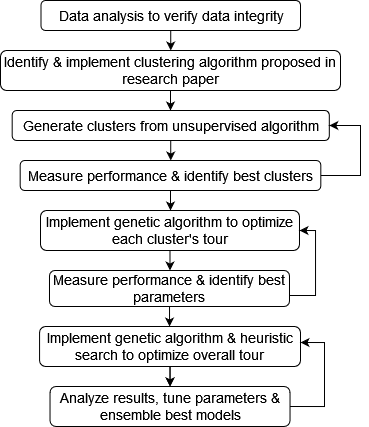 Data analysis to verify data integrity
Identify & implement clustering algorithm proposed in
research paper
Generate clusters from unsupervised algorithm
Measure performance & identify best clusters
Implement genetic algorithm to optimize
each cluster's tour
Measure performance & identify best
parameters
Implement genetic algorithm & heuristic
search to optimize overall tour
Analyze results, tune parameters &
ensemble best models